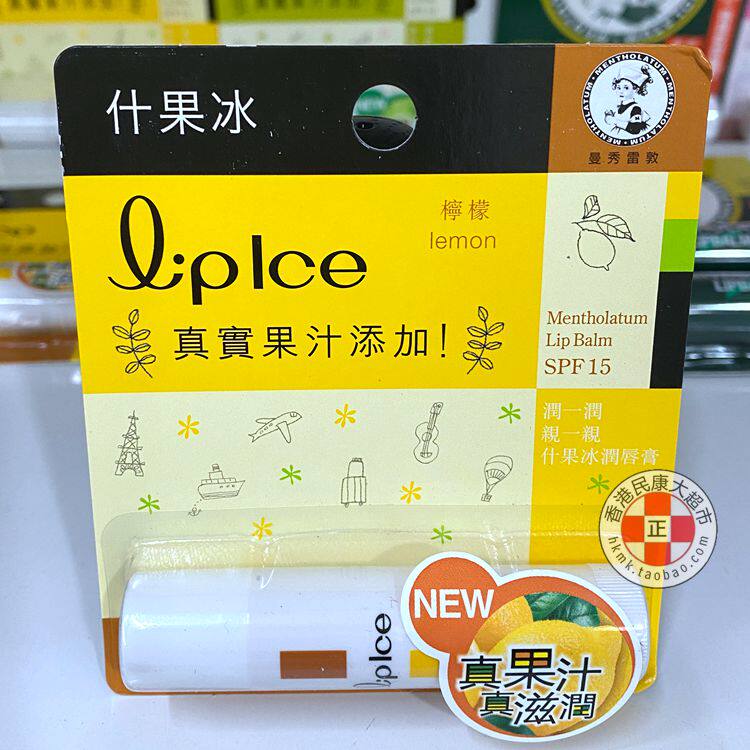 什果冰
MENTHOLATUM · MENTHOLATUM · MENTHOLATUM
曼秀雷敦
lipIce
檸檬
lemon
真實果汁添加!
Mentholatum
Lip Balm
SPF 15
潤一潤
親一親
什果冰潤唇膏
香港民康大超市
正
hkmk.taobao.com
lipIce
NEW
真果汁
真滋潤